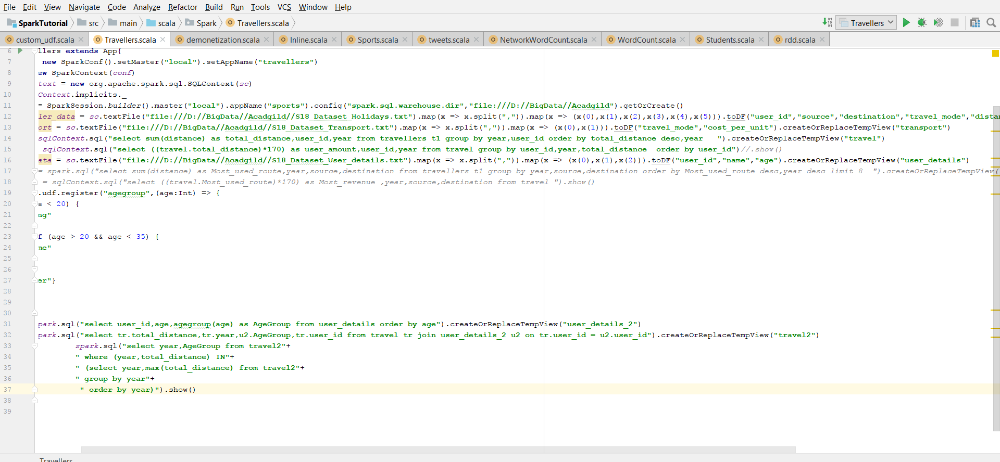 File Edit View Navigate Code Analyze Refactor Build Run Tools VCS Window Help
SparkTutorial src main scala Spark Travellers.scala Travellers
custom_udf.scala Travellers.scala demonetization.scala Inline.scala Sports.scala tweets.scala NetworkWordCount.scala WordCount.scala Students.scala rdd.scala
6 llers extends App{
7 new SparkConf().setMaster("local").setAppName("travellers")
8 ew SparkContext(conf)
9 text = new org.apache.spark.sql.SQLContext(sc)
10 Context.implicits._
11 = SparkSession.builder().master("local").appName("sports").config("spark.sql.warehouse.dir","file:///D://BigData//Acadgild").getOrCreate()
12 ler_data = sc.textFile("file:///D://BigData//Acadgild//S18_Dataset_Holidays.txt").map(x => x.split(",")).map(x => (x(0),x(1),x(2),x(3),x(4),x(5))).toDF("user_id","source","destination","travel_mode","distan
13 ort = sc.textFile("file:///D://BigData//Acadgild//S18_Dataset_Transport.txt").map(x => x.split(",")).map(x => (x(0),x(1))).toDF("travel_mode","cost_per_unit").createOrReplaceTempView("transport")
14 sqlContext.sql("select sum(distance) as total_distance,user_id,year from travellers t1 group by year,user_id order by total_distance desc,year   ").createOrReplaceTempView("travel")
15 sqlContext.sql("select ((travel.total_distance)*170) as user_amount,user_id,year from travel group by user_id,year,total_distance  order by user_id")//.show()
16 ata = sc.textFile("file:///D://BigData//Acadgild//S18_Dataset_User_details.txt").map(x => x.split(",")).map(x => (x(0),x(1),x(2))).toDF("user_id","name","age").createOrReplaceTempView("user_details")
17 = spark.sql("select sum(distance) as Most_used_route,year,source,destination from travellers t1 group by year,source,destination order by Most_used_route desc,year desc limit 8  ").createOrReplaceTempView(
18 = sqlContext.sql("select ((travel.Most_used_route)*170) as Most_revenue ,year,source,destination from travel ").show()
19 .udf.register("agegroup",(age:Int) => {
20 e < 20) {
21 ng"
22
23 f (age > 20 && age < 35) {
24 me"
25
26
27 er"}
28
29
30
31 park.sql("select user_id,age,agegroup(age) as AgeGroup from user_details order by age").createOrReplaceTempView("user_details_2")
32 park.sql("select tr.total_distance,tr.year,u2.AgeGroup,tr.user_id from travel tr join user_details_2 u2 on tr.user_id = u2.user_id").createOrReplaceTempView("travel2")
33 spark.sql("select year,AgeGroup from travel2"+
34 " where (year,total_distance) IN"+
35 " (select year,max(total_distance) from travel2"+
36 " group by year"+
37 " order by year)").show()
38
39
Travellers